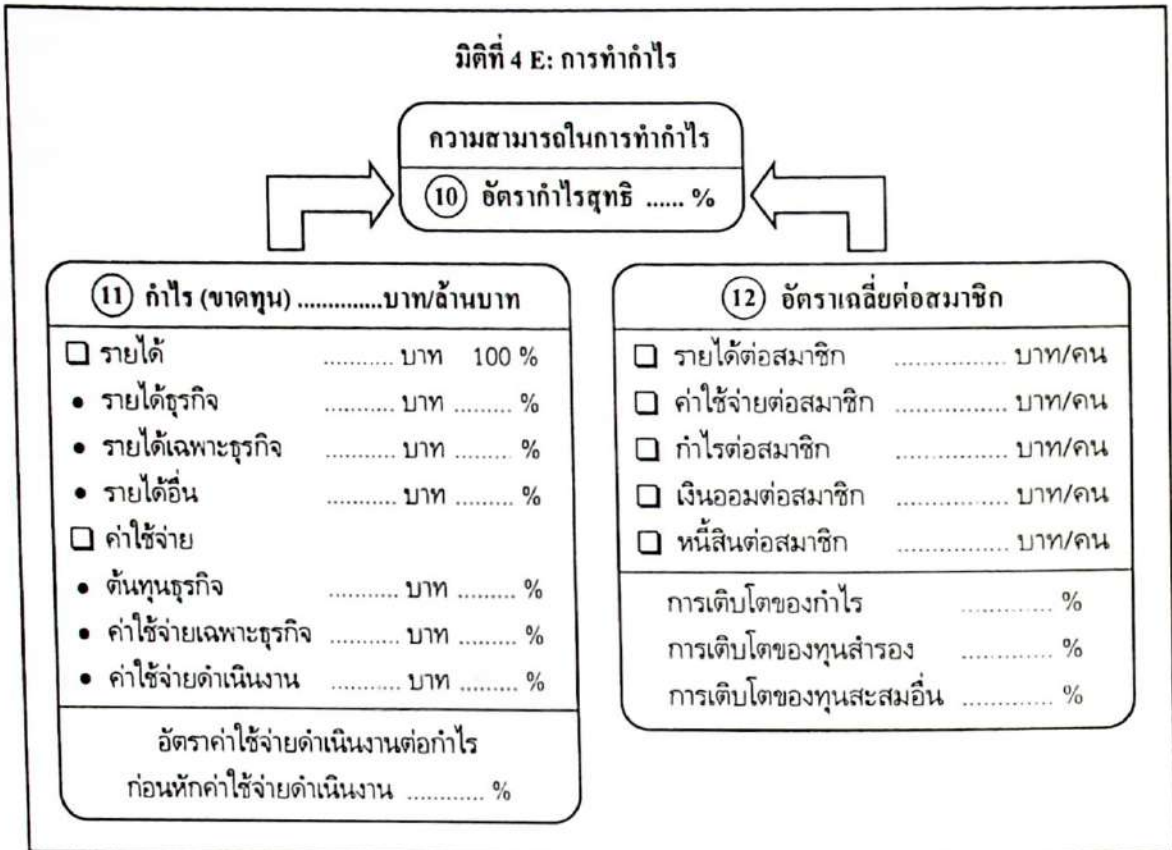 มิติที่ 4 E: การทำกำไร
ความสามารถในการทำกำไร
10 อัตรากำไรสุทธิ ...... %
11 กำไร (ขาดทุน) ..............บาท/ล้านบาท
❑ รายได้ ........... บาท 100 %
• รายได้ธุรกิจ ........... บาท ......... %
• รายได้เฉพาะธุรกิจ ........... บาท ......... %
• รายได้อื่น ........... บาท ......... %
❑ ค่าใช้จ่าย
• ต้นทุนธุรกิจ ........... บาท ......... %
• ค่าใช้จ่ายเฉพาะธุรกิจ ........... บาท ......... %
• ค่าใช้จ่ายดำเนินงาน ........... บาท ......... %
อัตราค่าใช้จ่ายดำเนินงานต่อกำไร
ก่อนหักค่าใช้จ่ายดำเนินงาน ............ %
12 อัตราเฉลี่ยต่อสมาชิก
❑ รายได้ต่อสมาชิก ................. บาท/คน
❑ ค่าใช้จ่ายต่อสมาชิก ................. บาท/คน
❑ กำไรต่อสมาชิก ................. บาท/คน
❑ เงินออมต่อสมาชิก ................. บาท/คน
❑ หนี้สินต่อสมาชิก ................. บาท/คน
การเติบโตของกำไร .............. %
การเติบโตของทุนสำรอง .............. %
การเติบโตของทุนสะสมอื่น .............. %